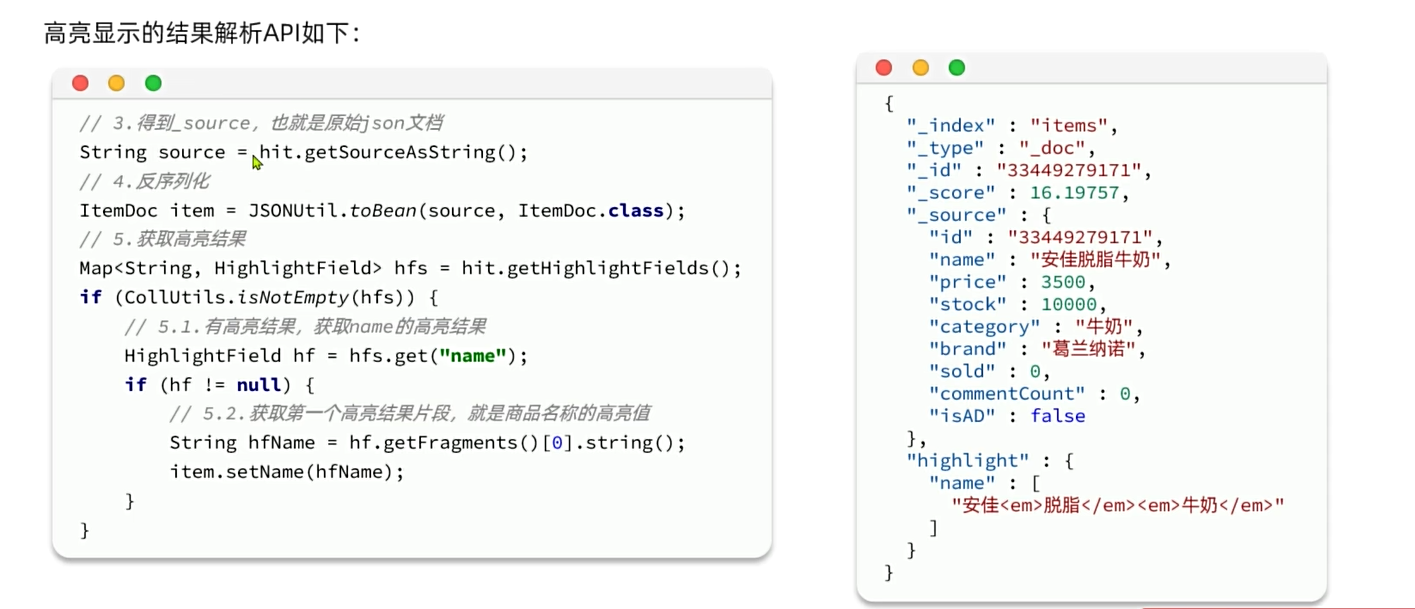 高亮显示的结果解析API如下：
// 3.得到_source，也就是原始json文档
String source = hit.getSourceAsString();
// 4.反序列化
ItemDoc item = JSONUtil.toBean(source, ItemDoc.class);
// 5.获取高亮结果
Map<String, HighlightField> hfs = hit.getHighlightFields();
if (CollUtils.isNotEmpty(hfs)) {
    // 5.1.有高亮结果，获取name的高亮结果
    HighlightField hf = hfs.get("name");
    if (hf != null) {
        // 5.2.获取第一个高亮结果片段，就是商品名称的高亮值
        String hfName = hf.getFragments()[0].string();
        item.setName(hfName);
    }
}
{
  "_index" : "items",
  "_type" : "_doc",
  "_id" : "33449279171",
  "_score" : 16.19757,
  "_source" : {
    "id" : "33449279171",
    "name" : "安佳脱脂牛奶",
    "price" : 3500,
    "stock" : 10000,
    "category" : "牛奶",
    "brand" : "葛兰纳诺",
    "sold" : 0,
    "commentCount" : 0,
    "isAD" : false
  },
  "highlight" : {
    "name" : [
      "安佳<em>脱脂</em><em>牛奶</em>"
    ]
  }
}